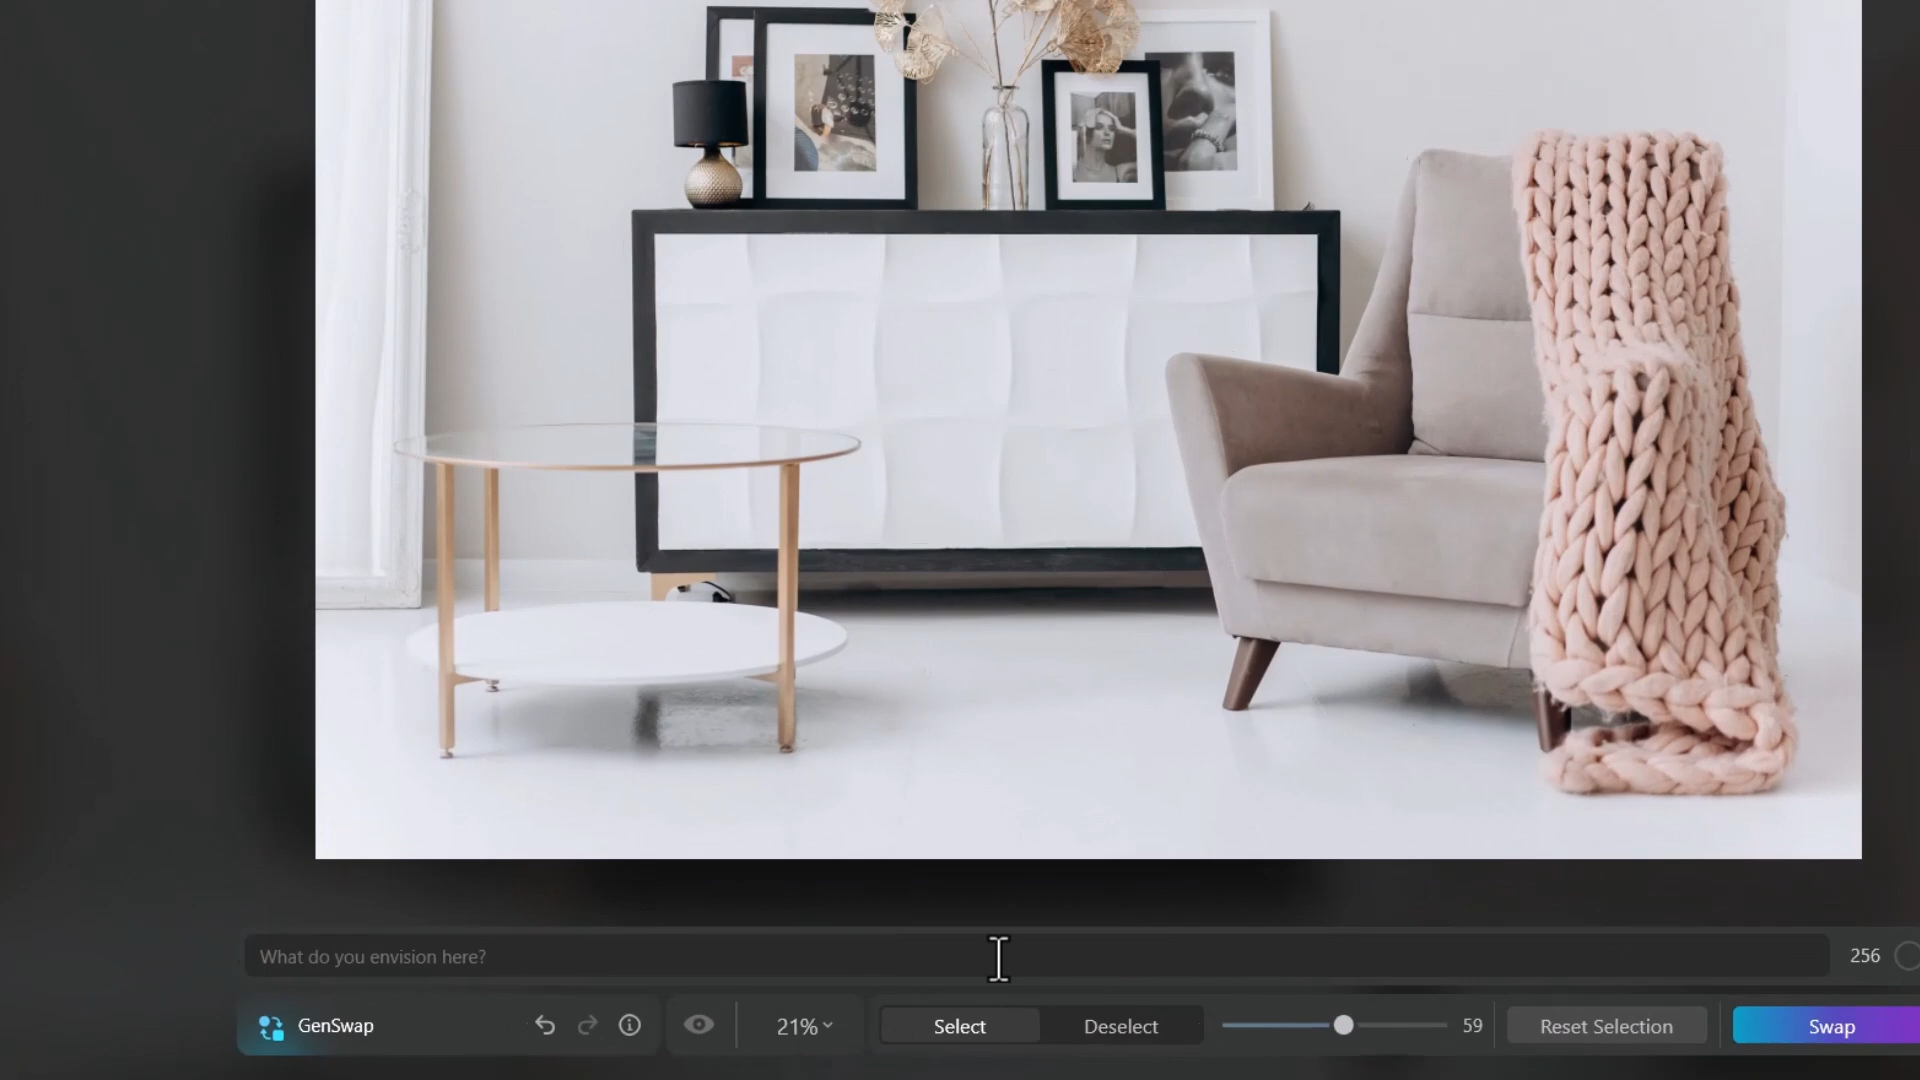 What do you envision here?
256
GenSwap
21%
Select
Deselect
59
Reset Selection
Swap